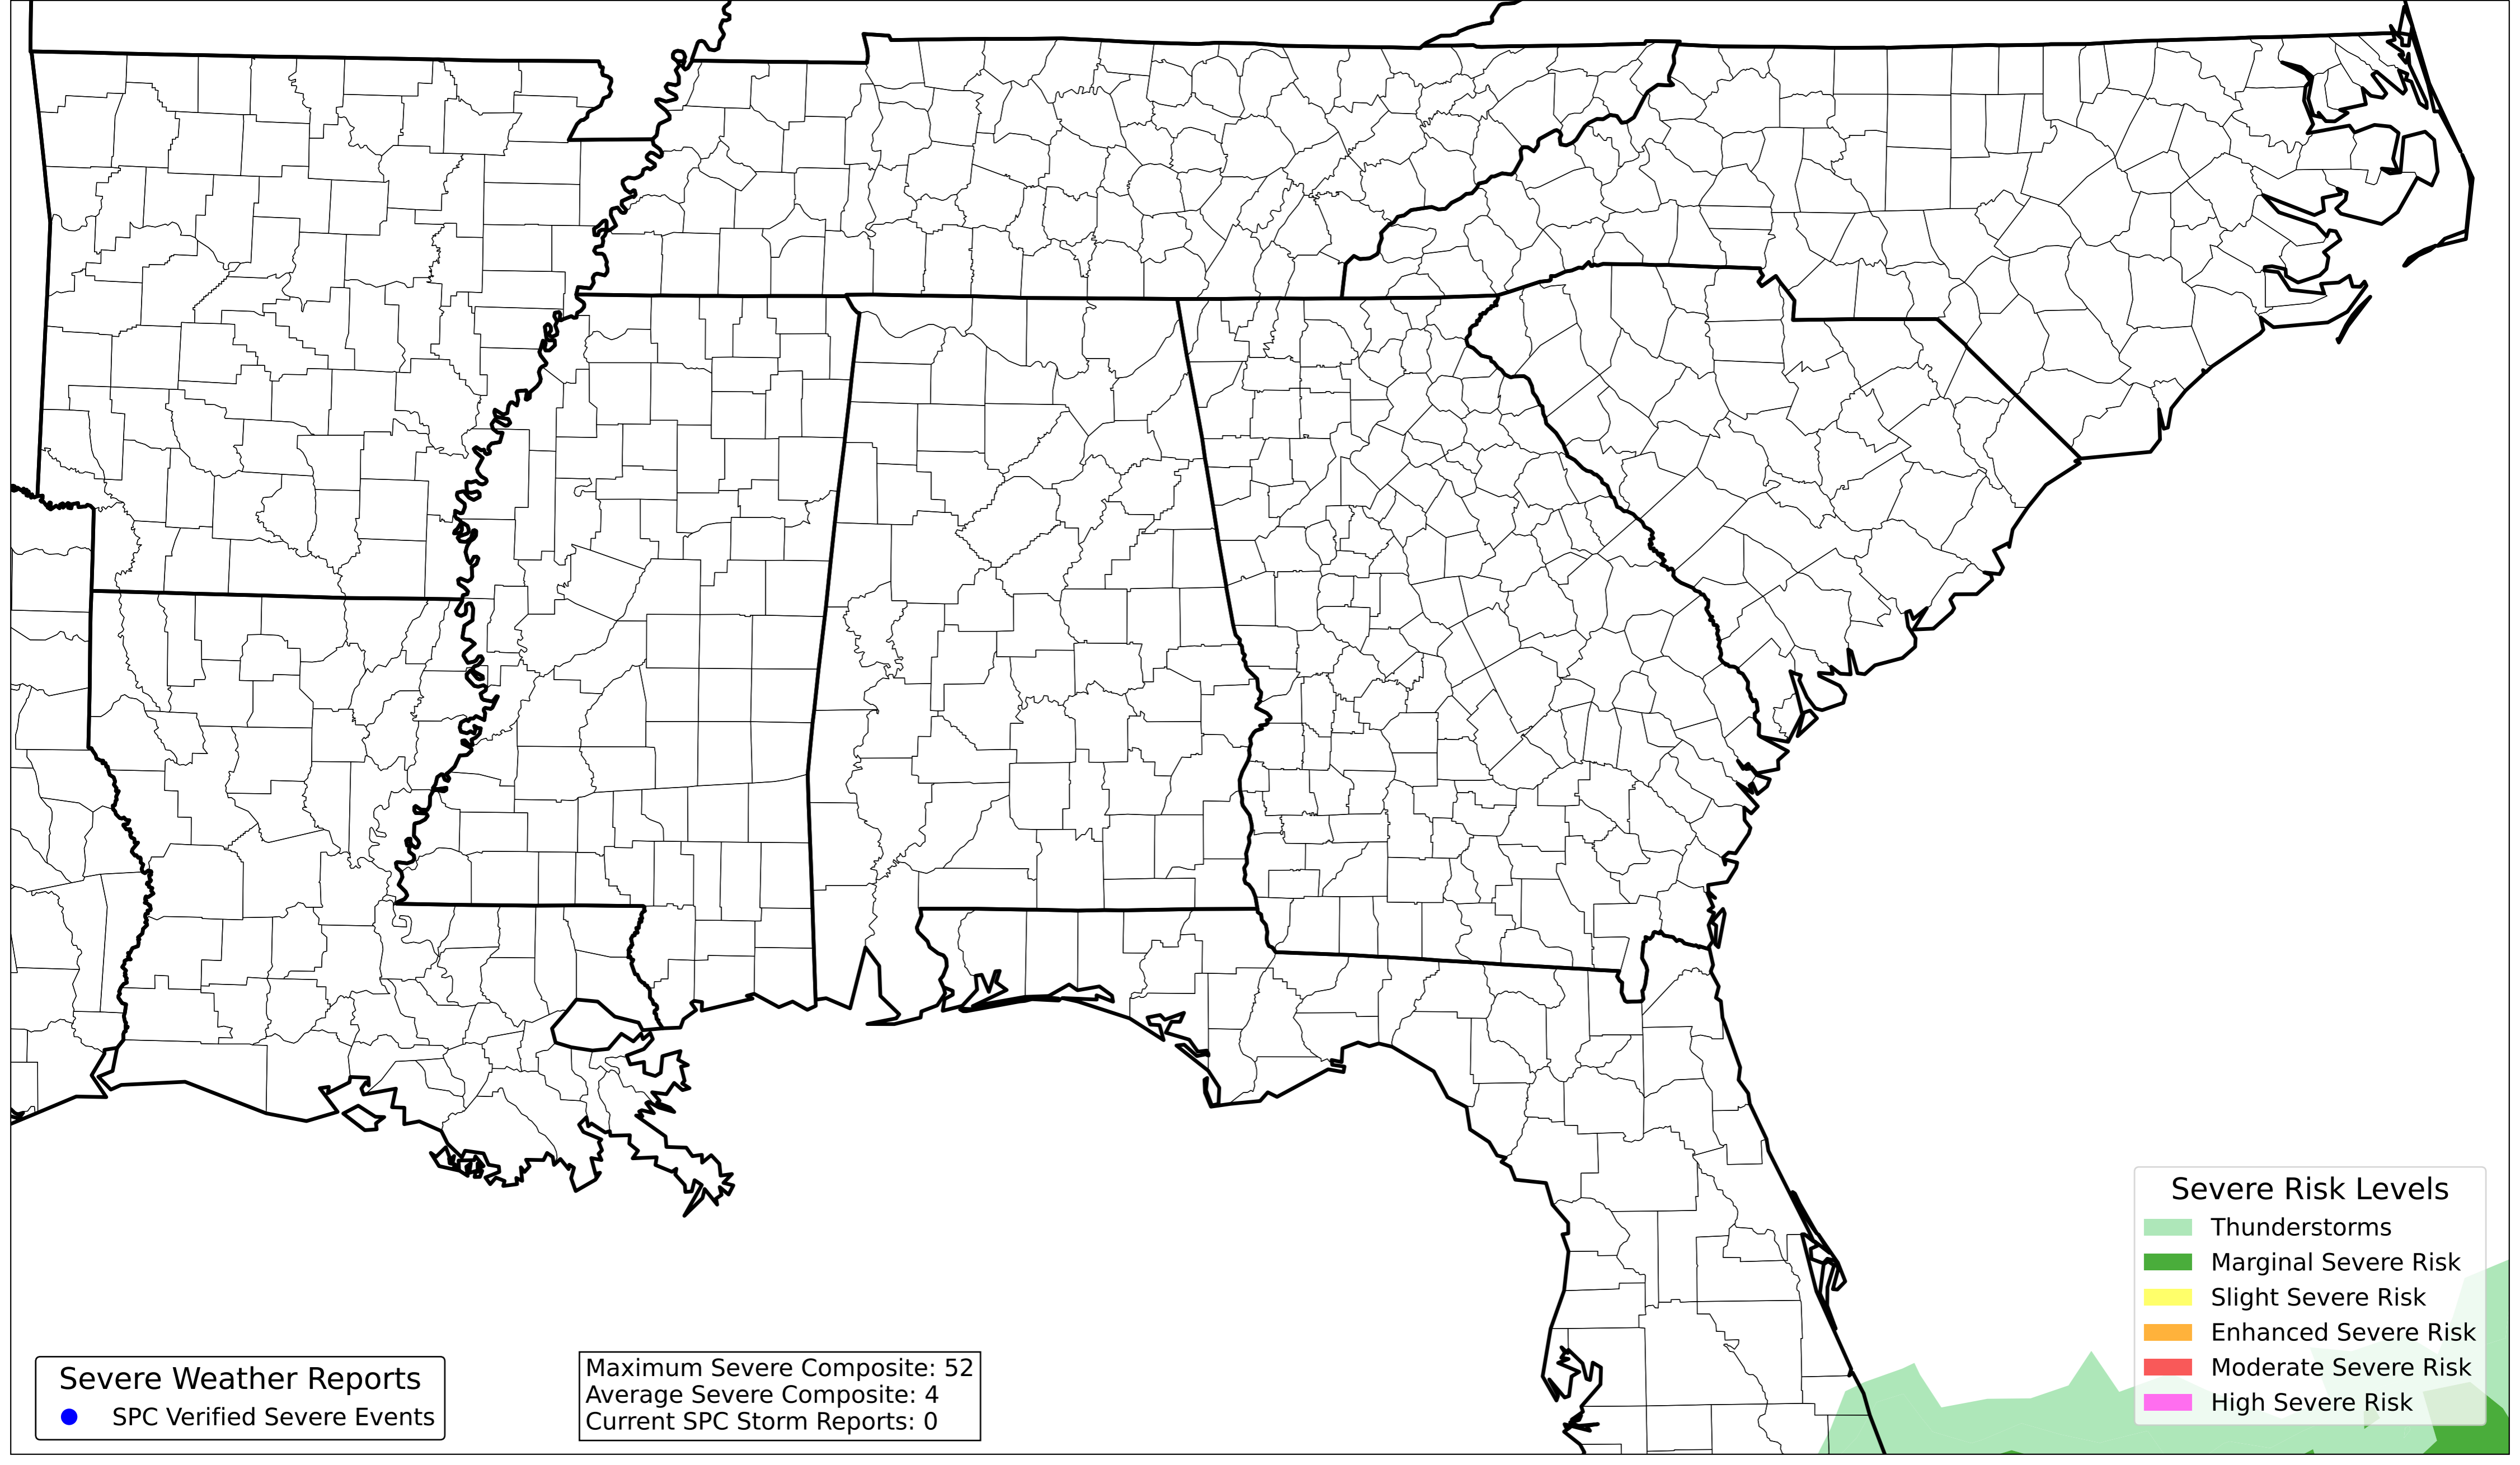 Severe Weather Reports
SPC Verified Severe Events
Maximum Severe Composite: 52
Average Severe Composite: 4
Current SPC Storm Reports: 0
Severe Risk Levels
Thunderstorms
Marginal Severe Risk
Slight Severe Risk
Enhanced Severe Risk
Moderate Severe Risk
High Severe Risk